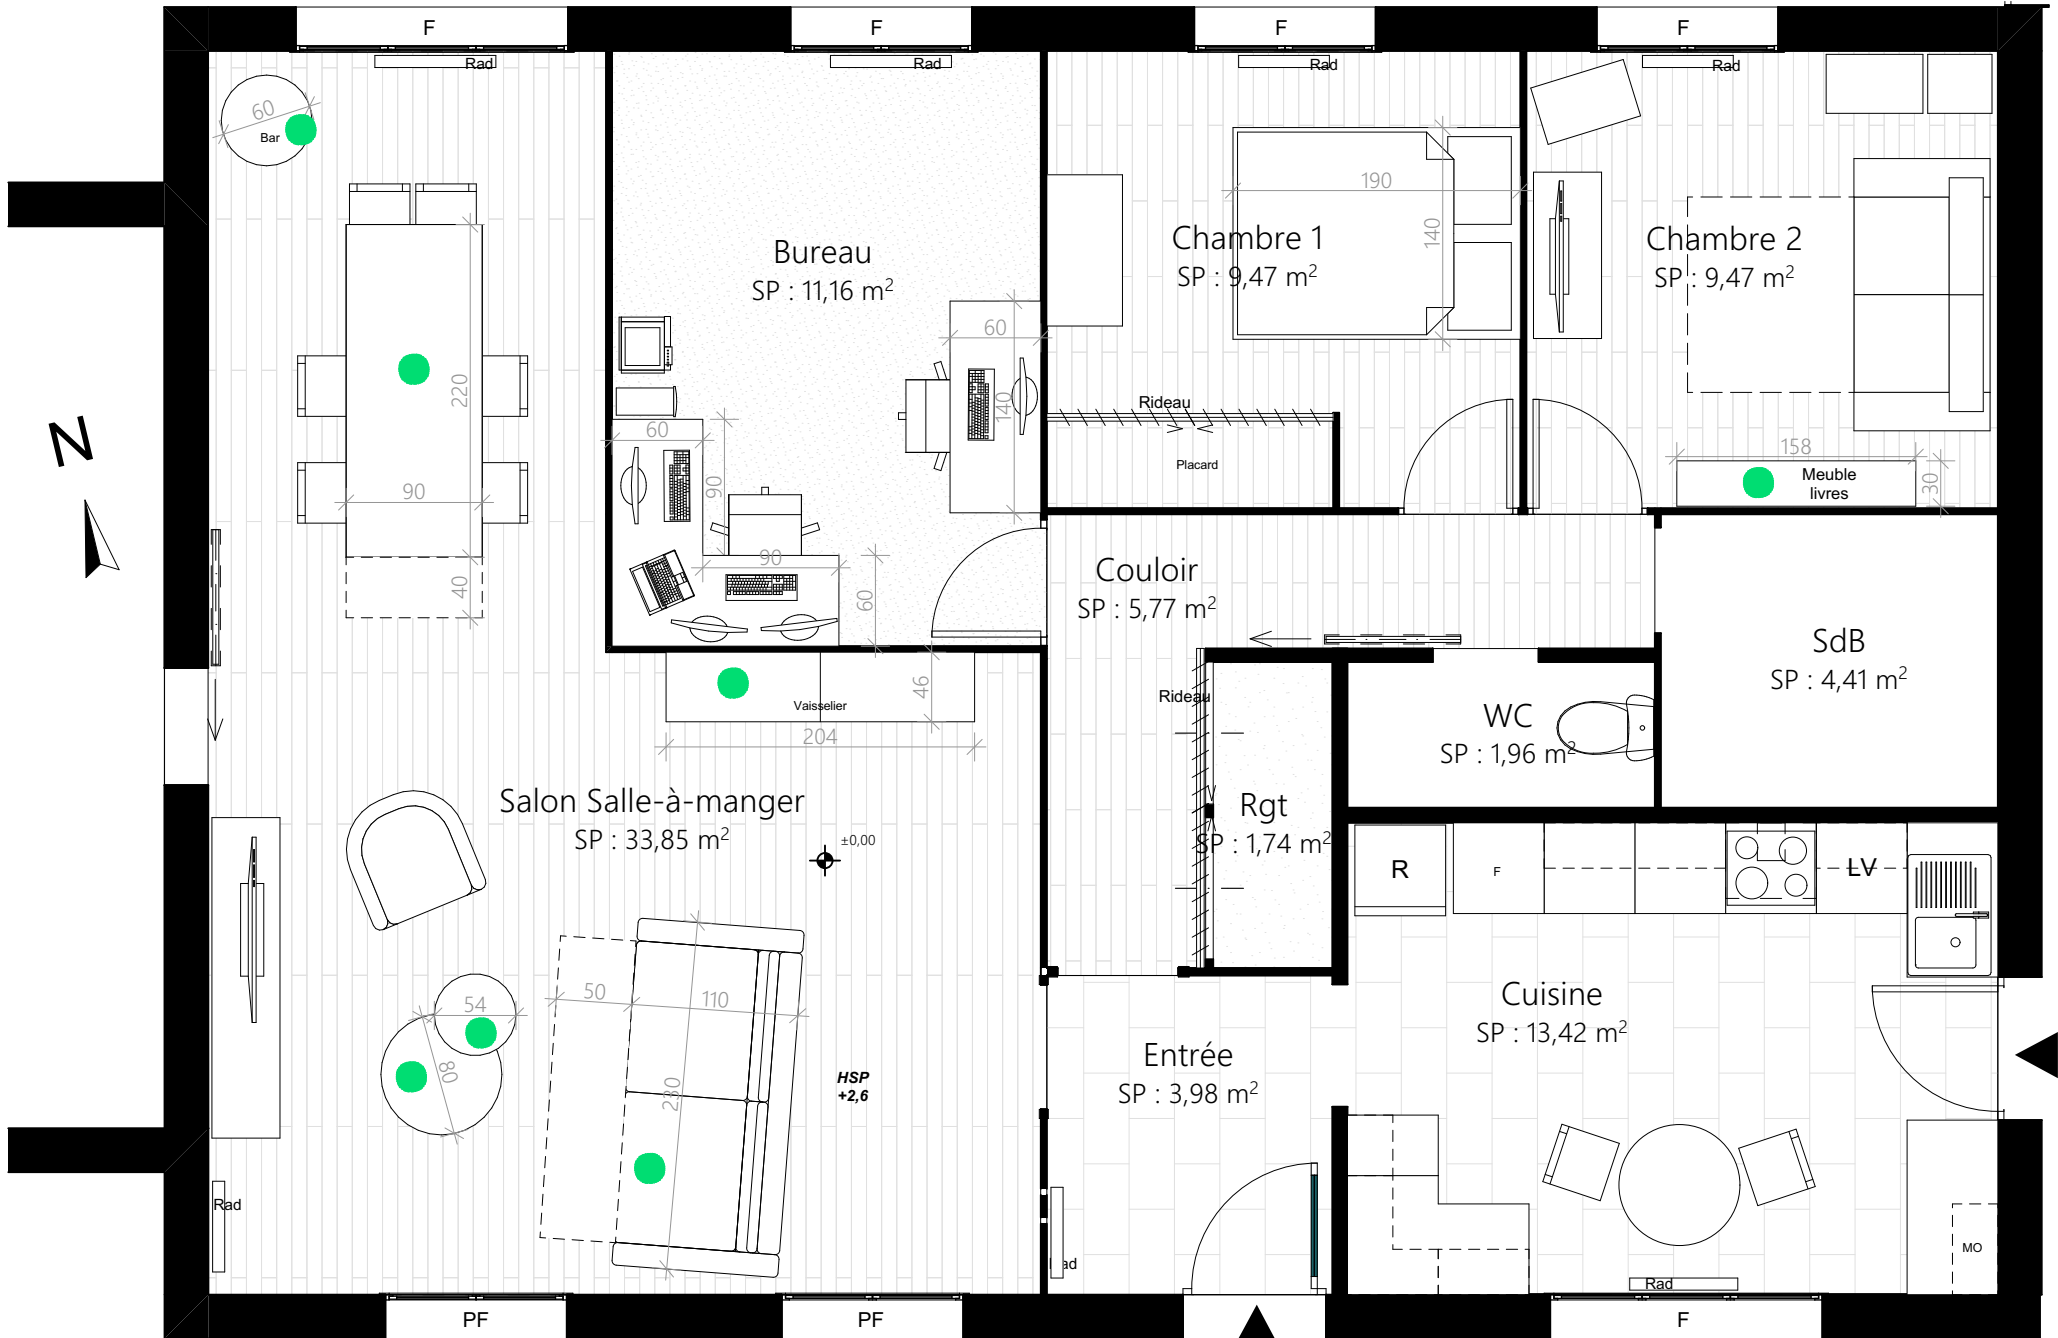 F
F
F
F
Rad
Rad
Rad
Rad
60
Bar
190
140
Bureau
SP : 11,16 m²
Chambre 1
SP : 9,47 m²
Chambre 2
SP : 9,47 m²
60
140
220
90
40
N
60
90
90
60
Rideau
Placard
158
Meuble
livres
30
Couloir
SP : 5,77 m²
SdB
SP : 4,41 m²
46
Vaisselier
204
Rideau
WC
SP : 1,96 m²
Salon Salle-à-manger
SP : 33,85 m²
±0,00
Rgt
SP : 1,74 m²
R
F
LV
50
110
54
80
230
HSP
+2,6
Entrée
SP : 3,98 m²
Cuisine
SP : 13,42 m²
Rad
ad
Rad
MO
PF
PF
F